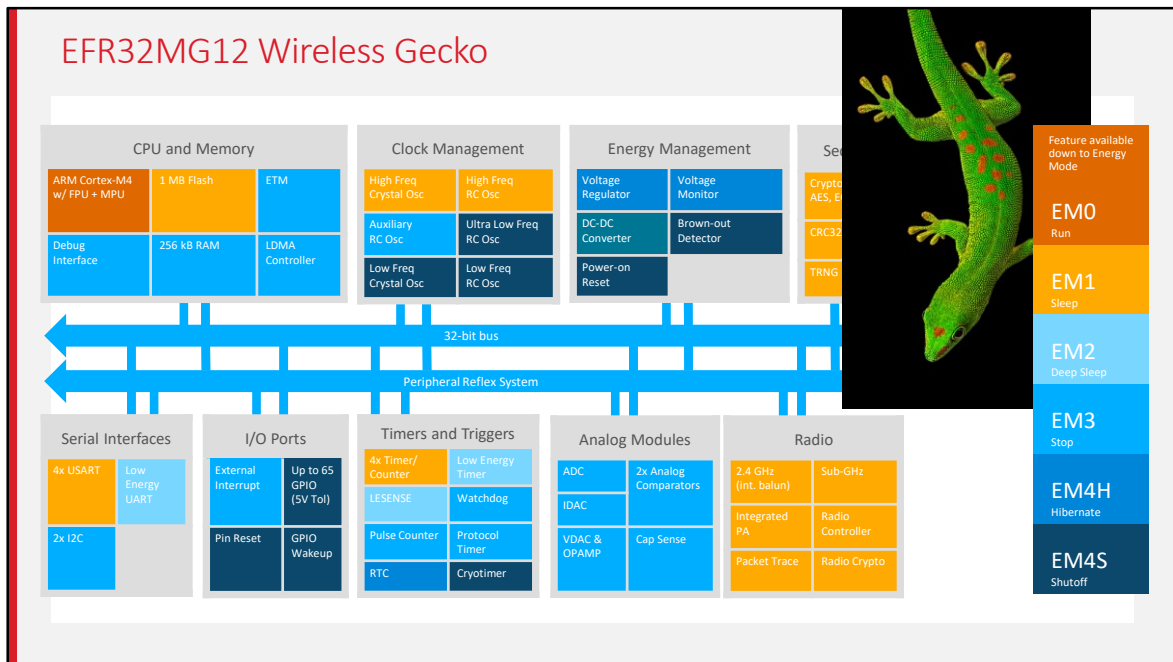 EFR32MG12 Wireless Gecko
CPU and Memory
ARM Cortex-M4
w/ FPU + MPU
1 MB Flash
ETM
Debug
Interface
256 kB RAM
LDMA
Controller
Clock Management
High Freq
Crystal Osc
High Freq
RC Osc
Auxiliary
RC Osc
Ultra Low Freq
RC Osc
Low Freq
Crystal Osc
Low Freq
RC Osc
Energy Management
Voltage
Regulator
Voltage
Monitor
DC-DC
Converter
Brown-out
Detector
Power-on
Reset
AES,
CRC32
TRNG
32-bit bus
Peripheral Reflex System
Serial Interfaces
4x USART
Low
Energy
UART
2x I2C
I/O Ports
External
Interrupt
Up to 65
GPIO
(5V Tol)
Pin Reset
GPIO
Wakeup
Timers and Triggers
4x Timer/
Counter
Low Energy
Timer
LESENSE
Watchdog
Pulse Counter
Protocol
Timer
RTC
Cryotimer
Analog Modules
ADC
2x Analog
Comparators
IDAC
VDAC &
OPAMP
Cap Sense
Radio
2.4 GHz
(int. balun)
Sub-GHz
Integrated
PA
Radio
Controller
Packet Trace
Radio Crypto
Feature available
down to Energy
Mode
EM0
Run
EM1
Sleep
EM2
Deep Sleep
EM3
Stop
EM4H
Hibernate
EM4S
Shutoff